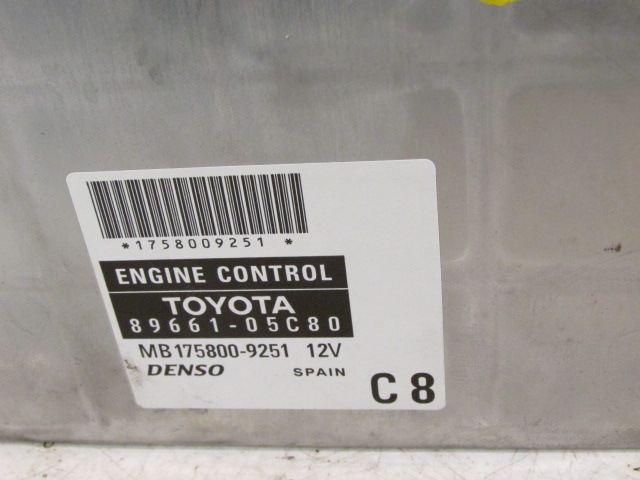 *1758009251 *
ENGINE CONTROL
TOYOTA
89661-05C80
MB175800-9251 12V
DENSO SPAIN
C8